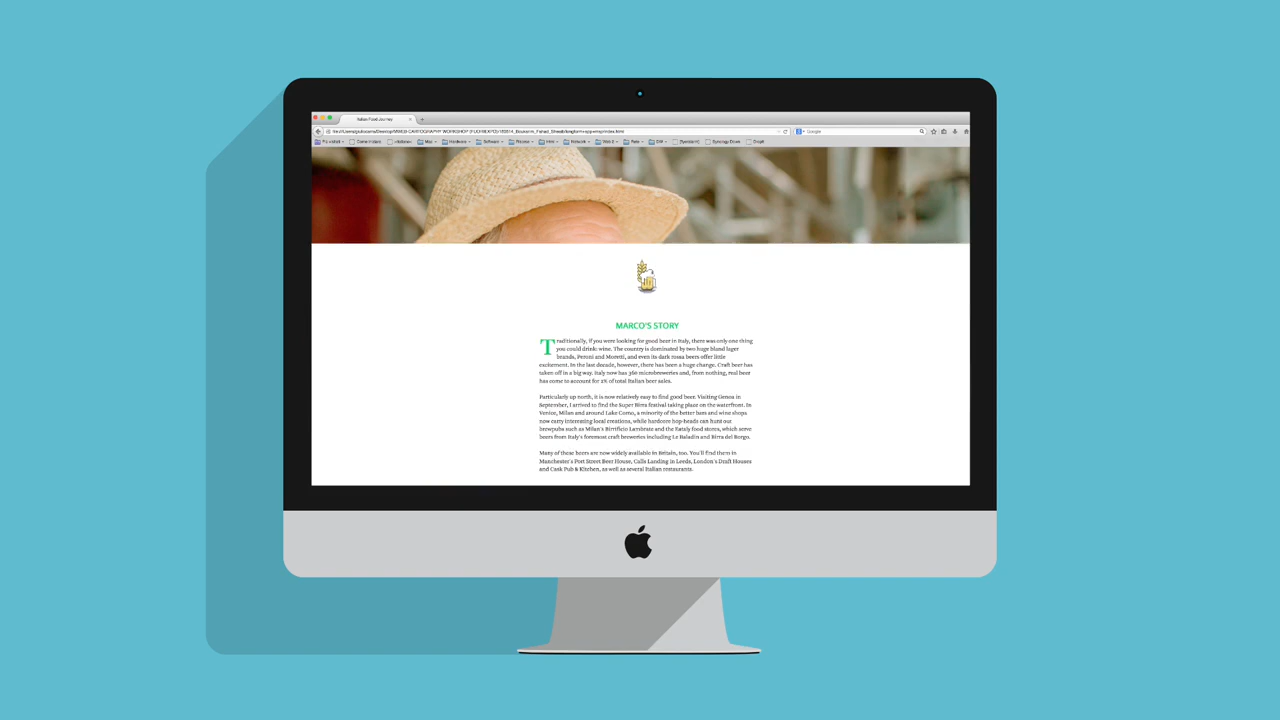 Italian Food Journey
Google
MARCO'S STORY
Traditionally, if you were looking for good beer in Italy, there was only one thing
you could drink: wine. The country is dominated by two huge bland lager
brands, Peroni and Moretti, and even its dark rossa beers offer little
excitement. In the last decade, however, there has been a huge change. Craft beer has
taken off in a big way. Italy now has 360 microbreweries and, from nothing, real beer
has come to account for 2% of total Italian beer sales.
Particularly up north, it is now relatively easy to find good beer. Visiting Genoa in
September, I arrived to find the Super Birra festival taking place on the waterfront. In
Venice, Milan and around Lake Como, a minority of the better bars and wine shops
now carry interesting local creations, while hardcore hop-heads can hunt out
brewpubs such as Milan's Birrificio Lambrate and the Eataly food stores, which serve
beers from Italy's foremost craft breweries including Le Baladin and Birra del Borgo.
Many of these beers are now widely available in Britain, too. You'll find them in
Manchester's Port Street Beer House, Calls Landing in Leeds, London's Draft Houses
and Cask Pub & Kitchen, as well as several Italian restaurants.